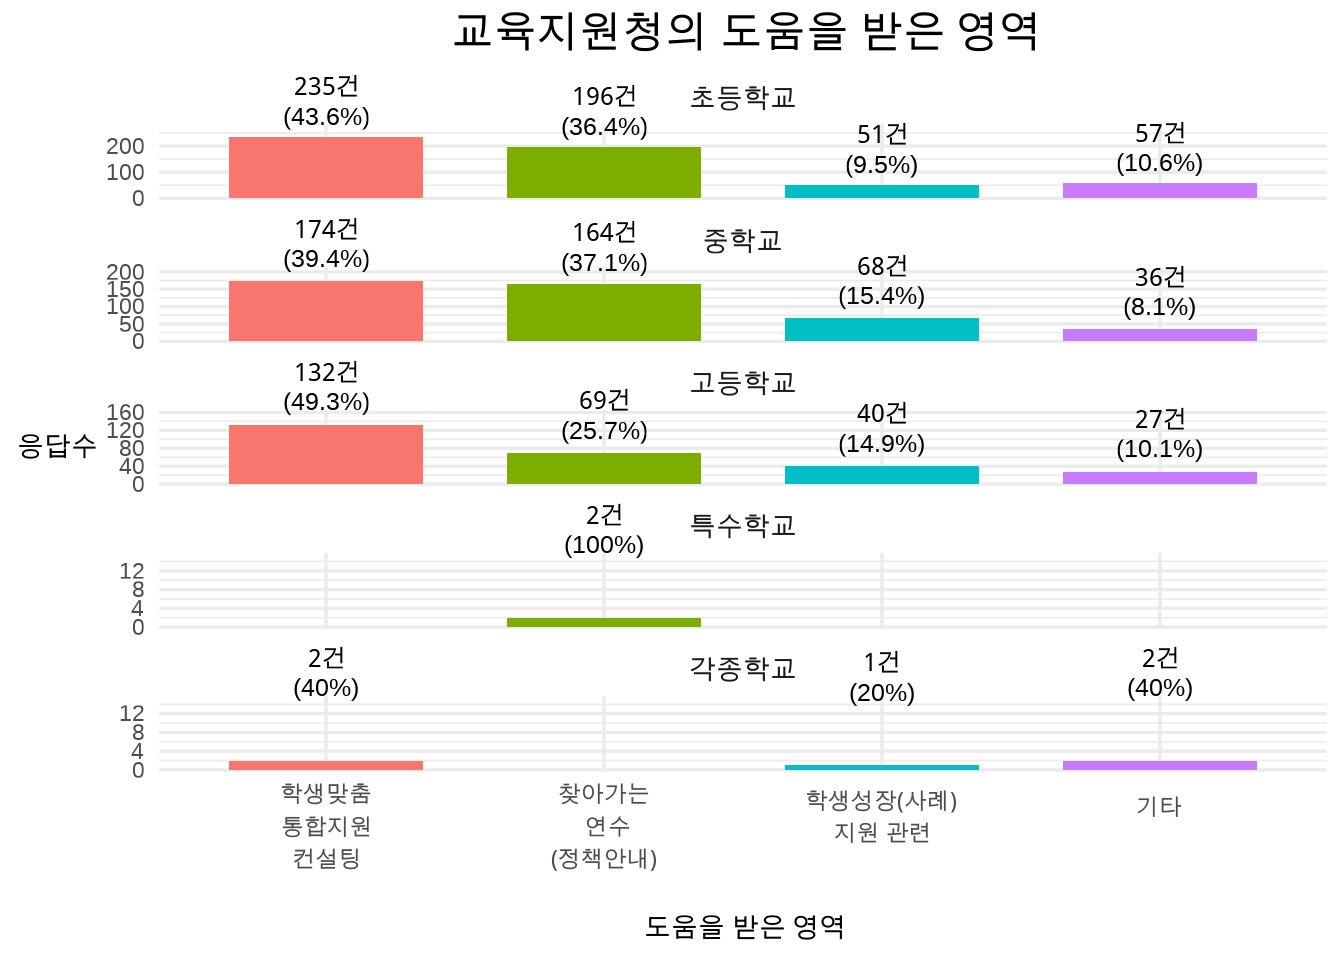 교육지원청의 도움을 받은 영역
초등학교
235건
(43.6%)
196건
(36.4%)
51건
(9.5%)
57건
(10.6%)
200
100
0
중학교
174건
(39.4%)
164건
(37.1%)
68건
(15.4%)
36건
(8.1%)
200
150
100
50
0
고등학교
132건
(49.3%)
69건
(25.7%)
40건
(14.9%)
27건
(10.1%)
160
120
80
40
0
응답수
특수학교
2건
(100%)
12
8
4
0
각종학교
2건
(40%)
1건
(20%)
2건
(40%)
12
8
4
0
학생맞춤
통합지원
컨설팅
찾아가는
연수
(정책안내)
학생성장(사례)
지원 관련
기타
도움을 받은 영역